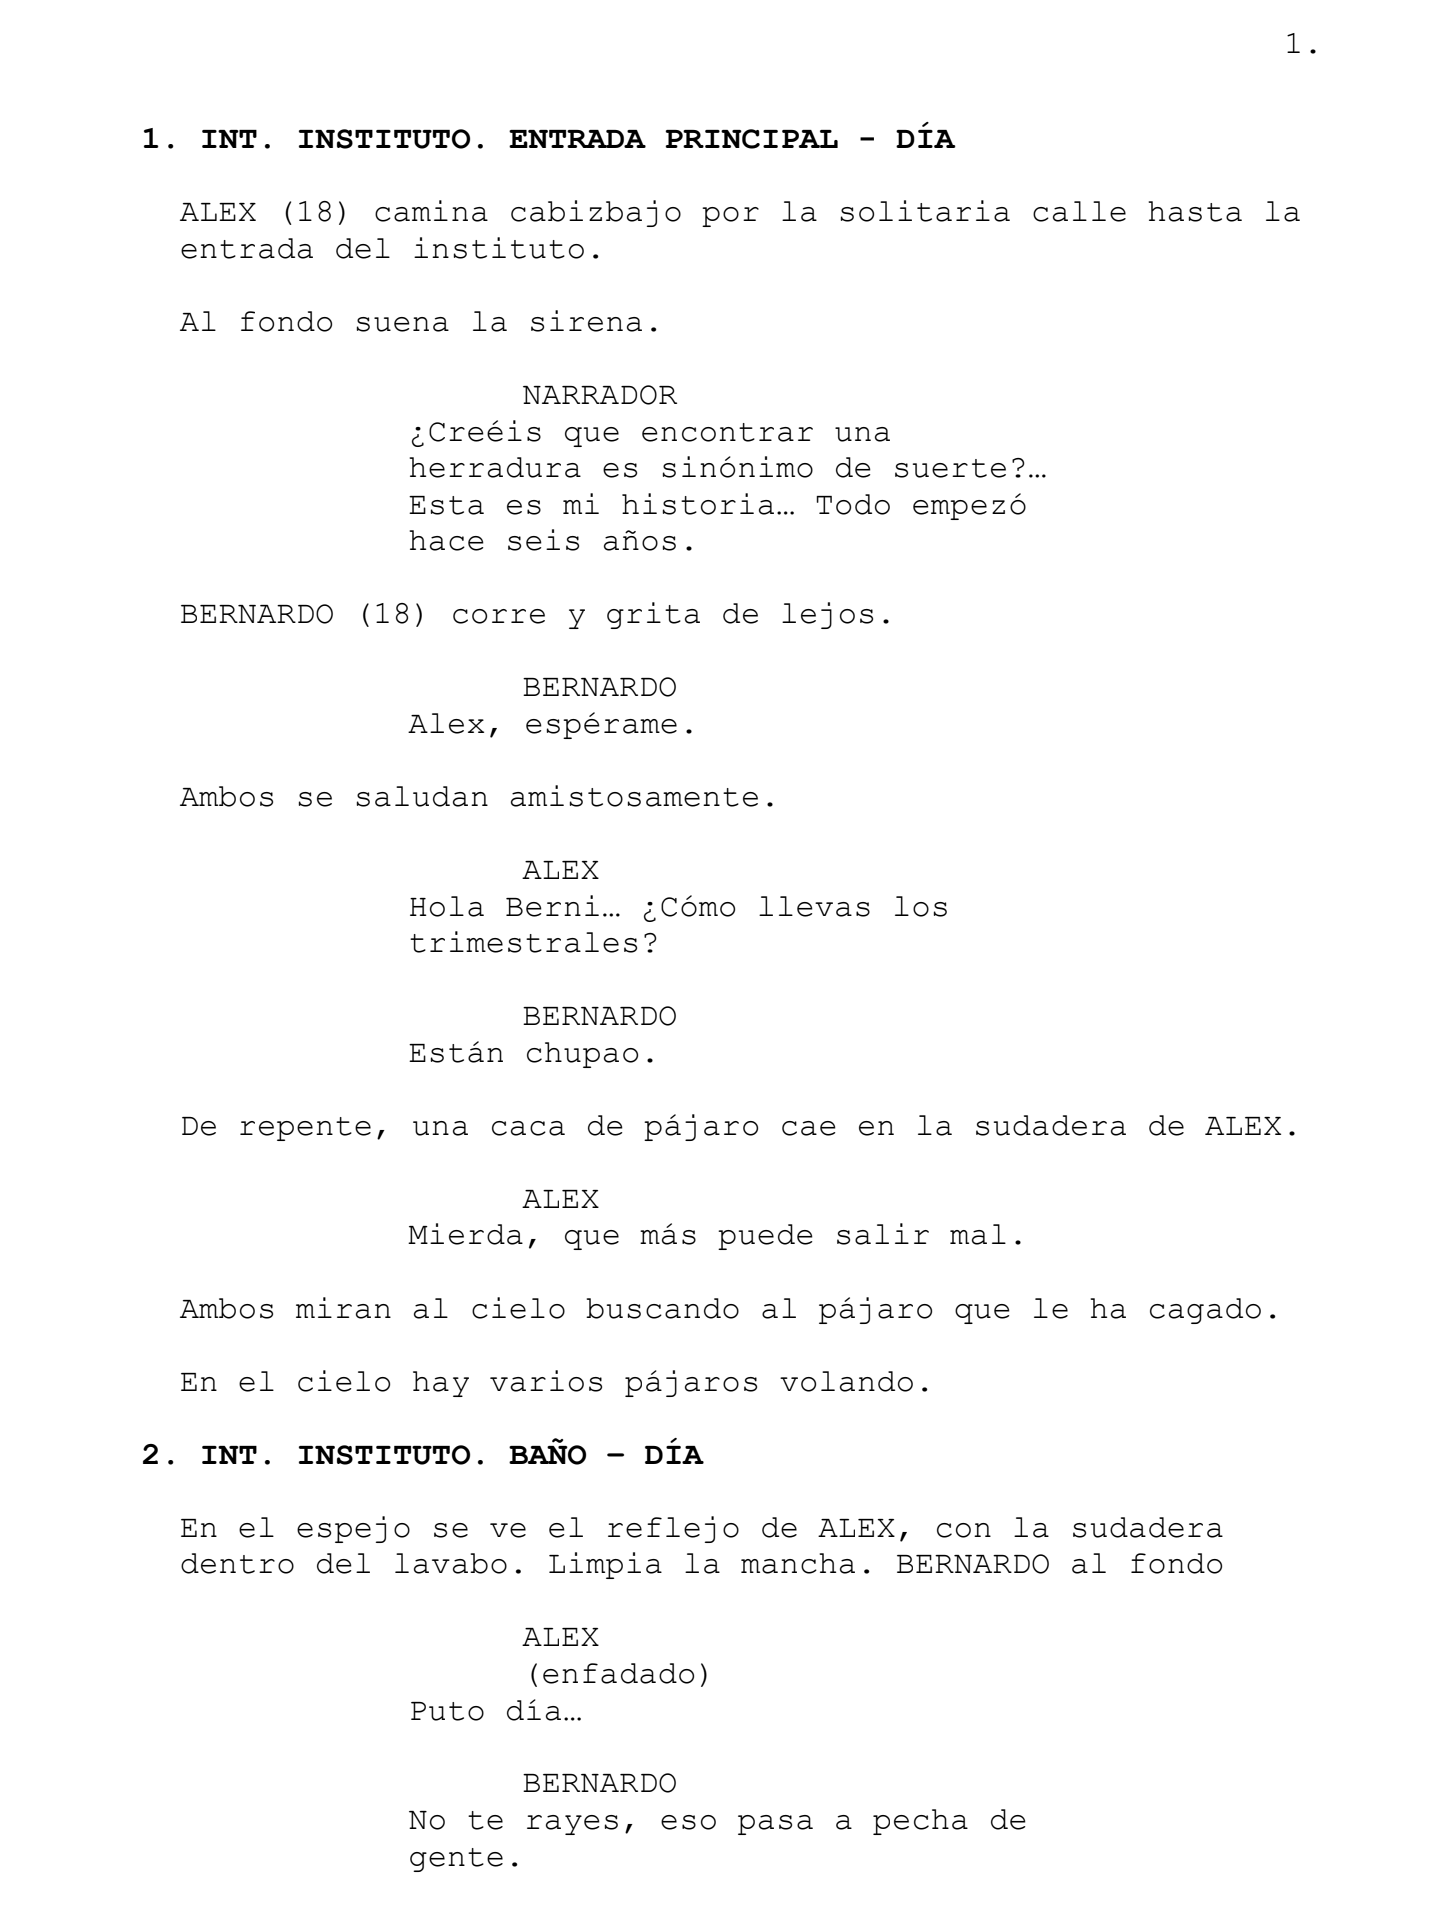 1.
1. INT. INSTITUTO. ENTRADA PRINCIPAL - DÍA
ALEX (18) camina cabizbajo por la solitaria calle hasta la
entrada del instituto.
Al fondo suena la sirena.
NARRADOR
¿Creéis que encontrar una
herradura es sinónimo de suerte?…
Esta es mi historia… Todo empezó
hace seis años.
BERNARDO (18) corre y grita de lejos.
BERNARDO
Alex, espérame.
Ambos se saludan amistosamente.
ALEX
Hola Berni… ¿Cómo llevas los
trimestrales?
BERNARDO
Están chupao.
De repente, una caca de pájaro cae en la sudadera de ALEX.
ALEX
Mierda, que más puede salir mal.
Ambos miran al cielo buscando al pájaro que le ha cagado.
En el cielo hay varios pájaros volando.
2. INT. INSTITUTO. BAÑO – DÍA
En el espejo se ve el reflejo de ALEX, con la sudadera
dentro del lavabo. Limpia la mancha. BERNARDO al fondo
ALEX
(enfadado)
Puto día…
BERNARDO
No te rayes, eso pasa a pecha de
gente.